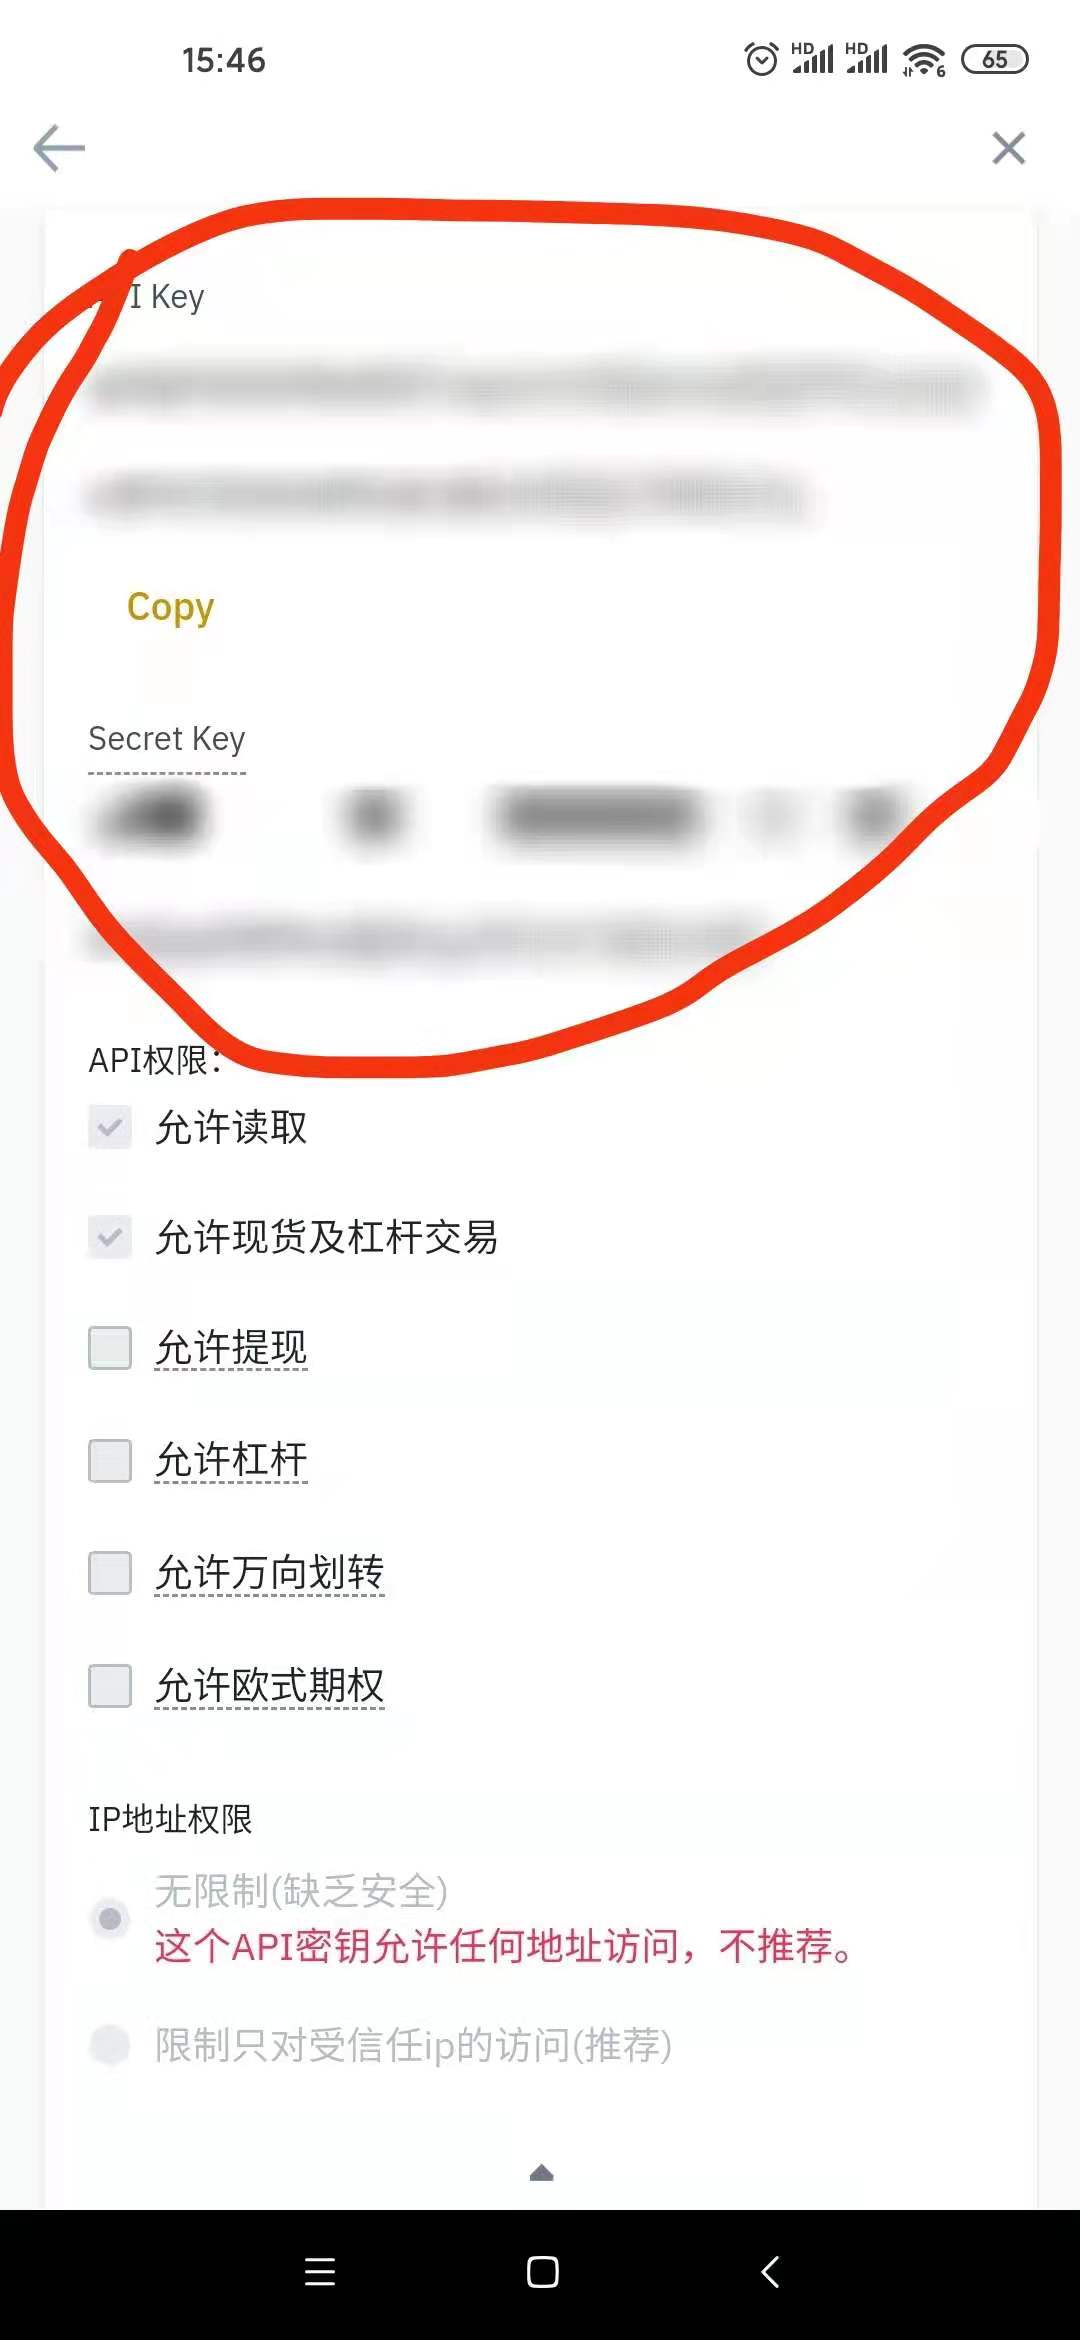 15:46
HD HD 6 65
I Key
Copy
Secret Key
API权限:
允许读取
允许现货及杠杆交易
允许提现
允许杠杆
允许万向划转
允许欧式期权
IP地址权限
无限制(缺乏安全)
这个API密钥允许任何地址访问，不推荐。
限制只对受信任ip的访问(推荐)